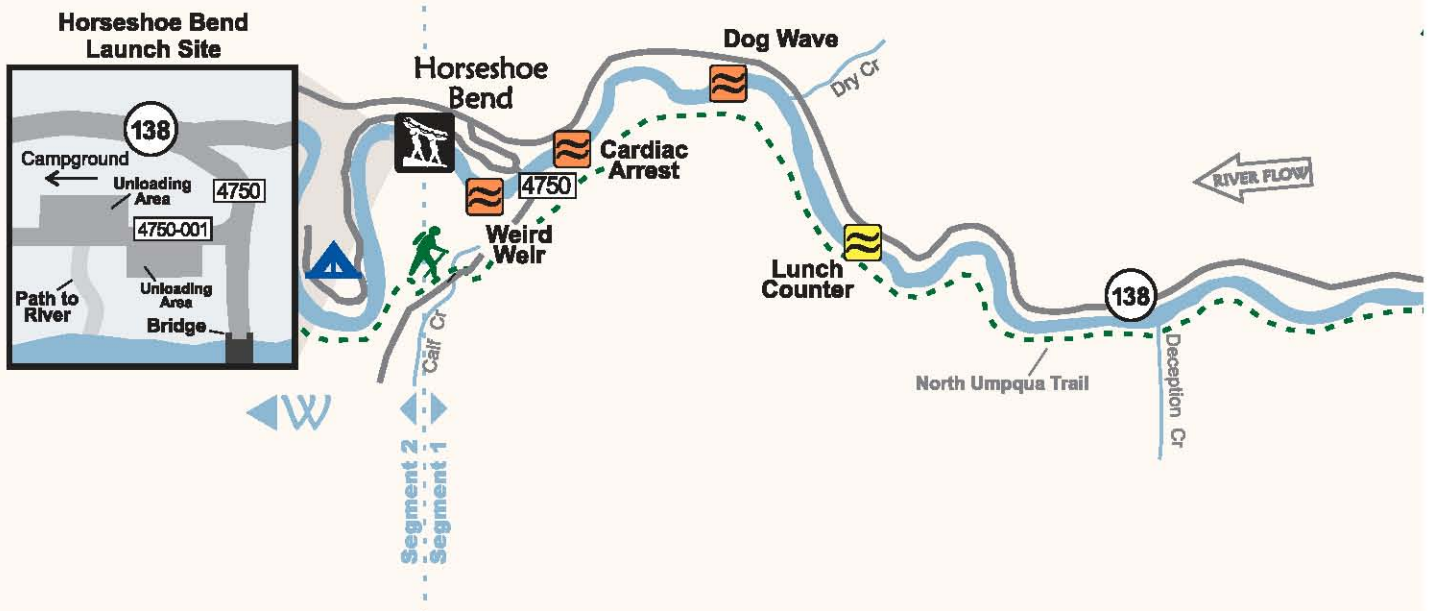 Horseshoe Bend
Launch Site
138
Campground
Unloading
Area
4750
4750-001
Path to
River
Unloading
Area
Bridge
Horseshoe
Bend
Dog Wave
Dry Cr
Cardiac
Arrest
4750
Weird
Weir
Lunch
Counter
RIVER FLOW
138
Calf Cr
North Umpqua Trail
Deception Cr
W
Segment 2
Segment 1